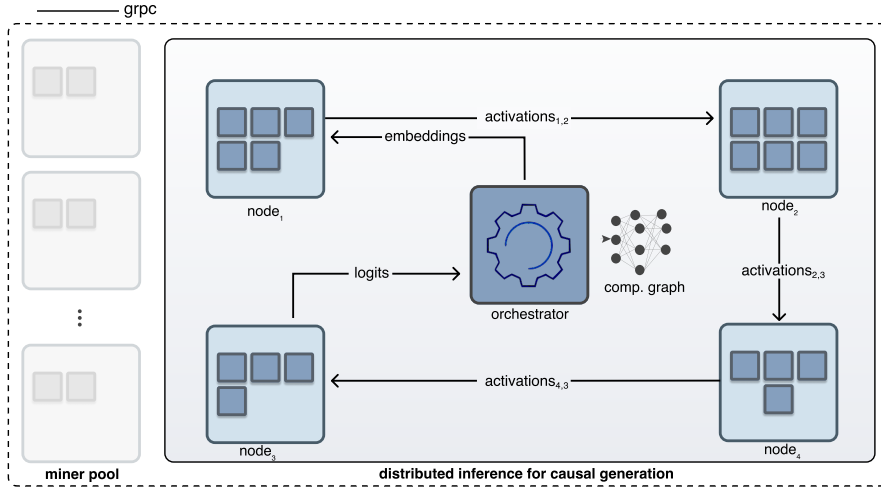 grpc
activations1,2
embeddings
node1
node2
logits
activations2,3
comp. graph
orchestrator
activations4,3
node3
node4
miner pool
distributed inference for causal generation